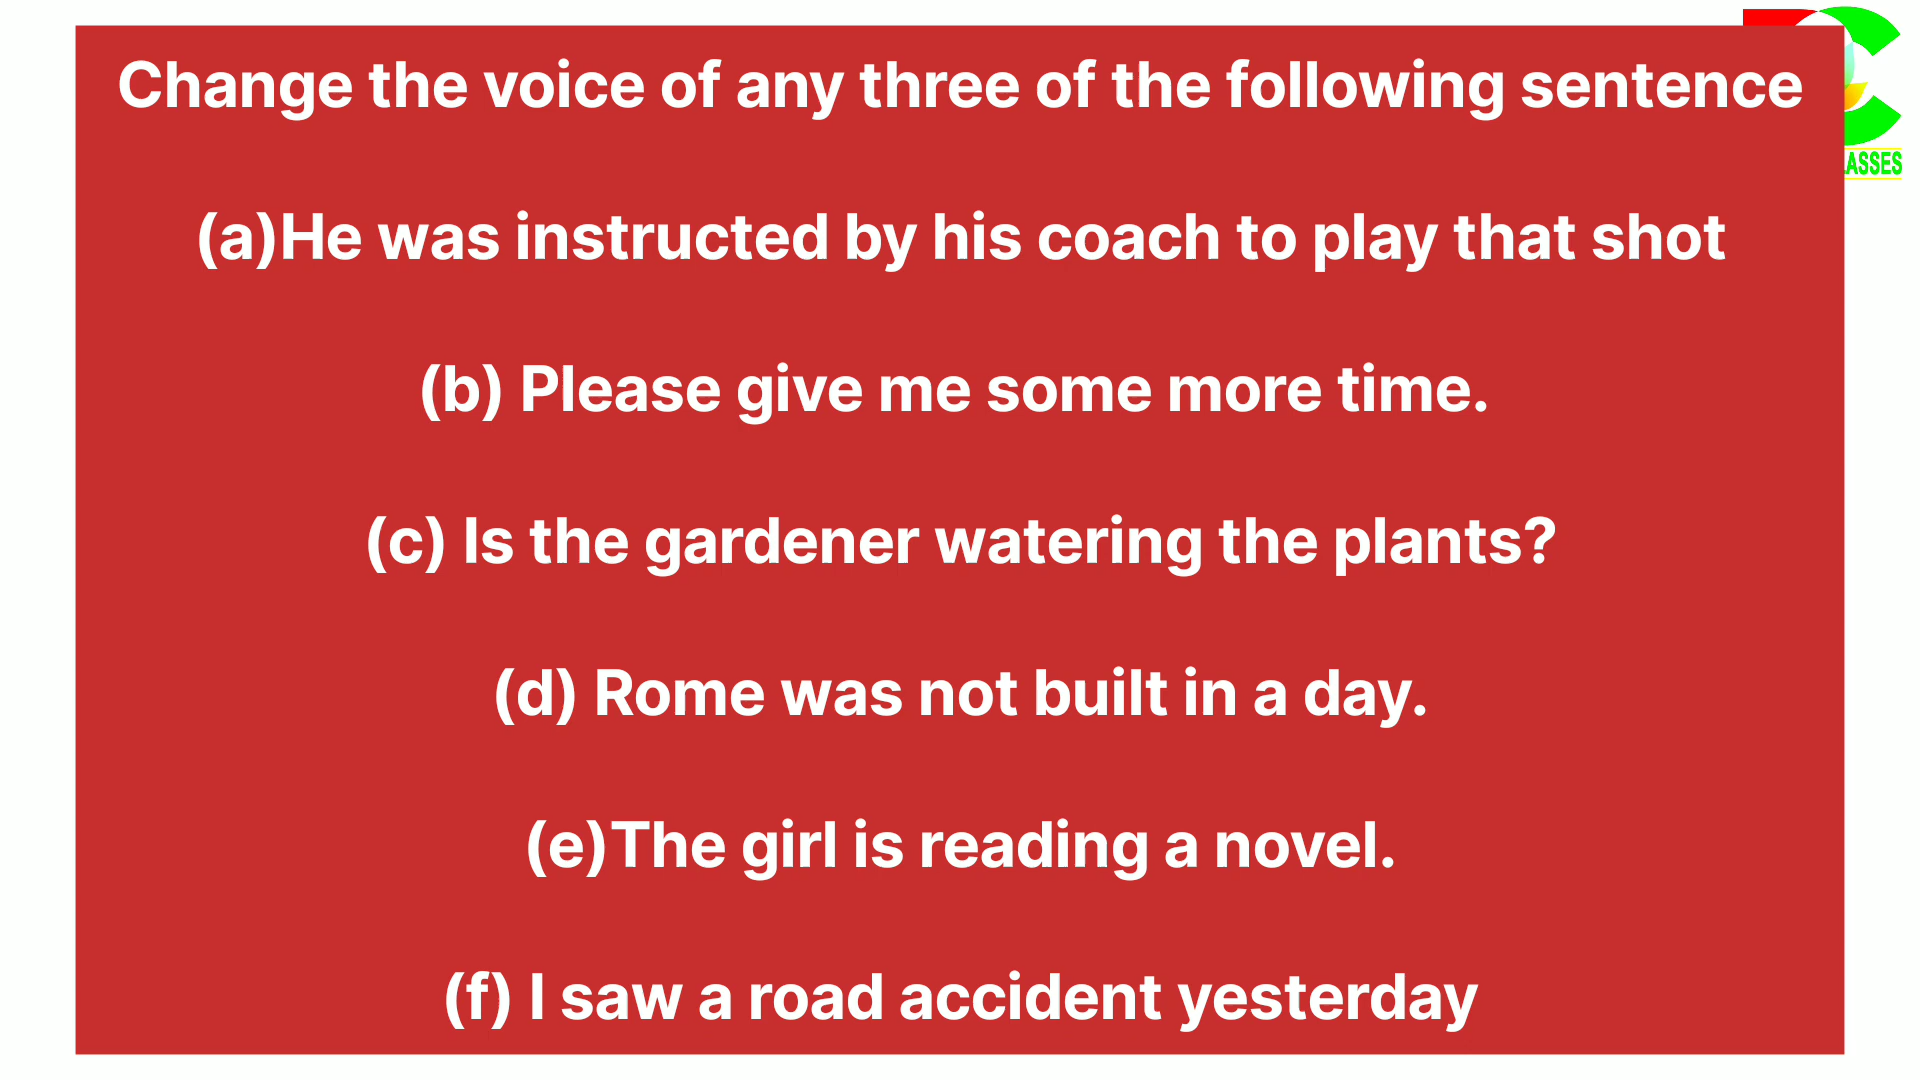 Change the voice of any three of the following sentence
(a)He was instructed by his coach to play that shot
(b) Please give me some more time.
(c) Is the gardener watering the plants?
(d) Rome was not built in a day.
(e)The girl is reading a novel.
(f) I saw a road accident yesterday